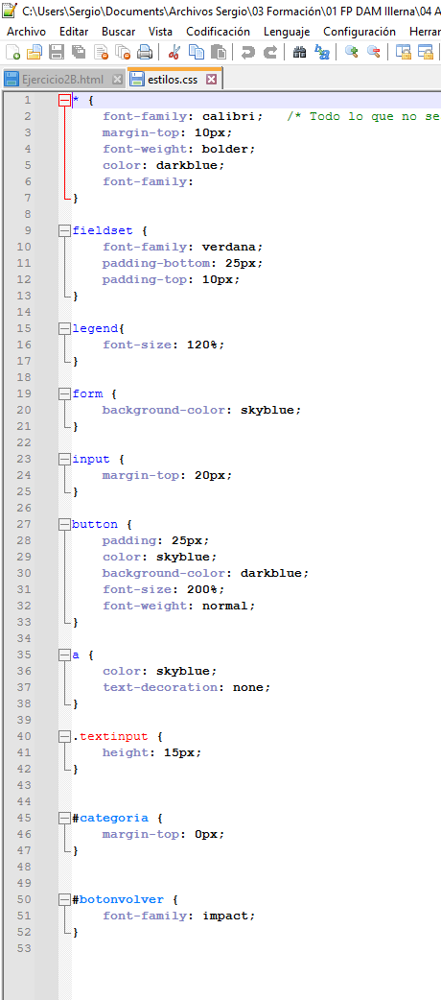 C:\Users\Sergio\Documents\Archivos Sergio\03 Formación\01 FP DAM Illerna\04 A
Archivo Editar Buscar Vista Codificación Lenguaje Configuración Herrar
Ejercicio2B.html estilos.css
1 * {
2 font-family: calibri; /* Todo lo que no se
3 margin-top: 10px;
4 font-weight: bolder;
5 color: darkblue;
6 font-family:
7 }
8
9 fieldset {
10 font-family: verdana;
11 padding-bottom: 25px;
12 padding-top: 10px;
13 }
14
15 legend{
16 font-size: 120%;
17 }
18
19 form {
20 background-color: skyblue;
21 }
22
23 input {
24 margin-top: 20px;
25 }
26
27 button {
28 padding: 25px;
29 color: skyblue;
30 background-color: darkblue;
31 font-size: 200%;
32 font-weight: normal;
33 }
34
35 a {
36 color: skyblue;
37 text-decoration: none;
38 }
39
40 .textinput {
41 height: 15px;
42 }
43
44
45 #categoria {
46 margin-top: 0px;
47 }
48
49
50 #botonvolver {
51 font-family: impact;
52 }
53